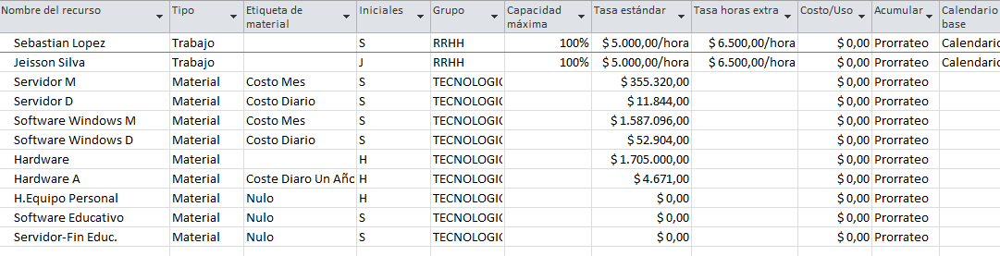 Nombre del recurso Tipo Etiqueta de material Iniciales Grupo Capacidad máxima Tasa estándar Tasa horas extra Costo/Uso Acumular Calendario base
Sebastian Lopez Trabajo S RRHH 100% $ 5.000,00/hora $ 6.500,00/hora $ 0,00 Prorrateo Calendario
Jeisson Silva Trabajo J RRHH 100% $ 5.000,00/hora $ 6.500,00/hora $ 0,00 Prorrateo Calendario
Servidor M Material Costo Mes S TECNOLOGIC $ 355.320,00 $ 0,00 Prorrateo
Servidor D Material Costo Diario S TECNOLOGIC $ 11.844,00 $ 0,00 Prorrateo
Software Windows M Material Costo Mes S TECNOLOGIC $ 1.587.096,00 $ 0,00 Prorrateo
Software Windows D Material Costo Diario S TECNOLOGIC $ 52.904,00 $ 0,00 Prorrateo
Hardware Material H TECNOLOGIC $ 1.705.000,00 $ 0,00 Prorrateo
Hardware A Material Coste Diaro Un Año H TECNOLOGIC $ 4.671,00 $ 0,00 Prorrateo
H.Equipo Personal Material Nulo H TECNOLOGIC $ 0,00 $ 0,00 Prorrateo
Software Educativo Material Nulo S TECNOLOGIC $ 0,00 $ 0,00 Prorrateo
Servidor-Fin Educ. Material Nulo S TECNOLOGIC $ 0,00 $ 0,00 Prorrateo